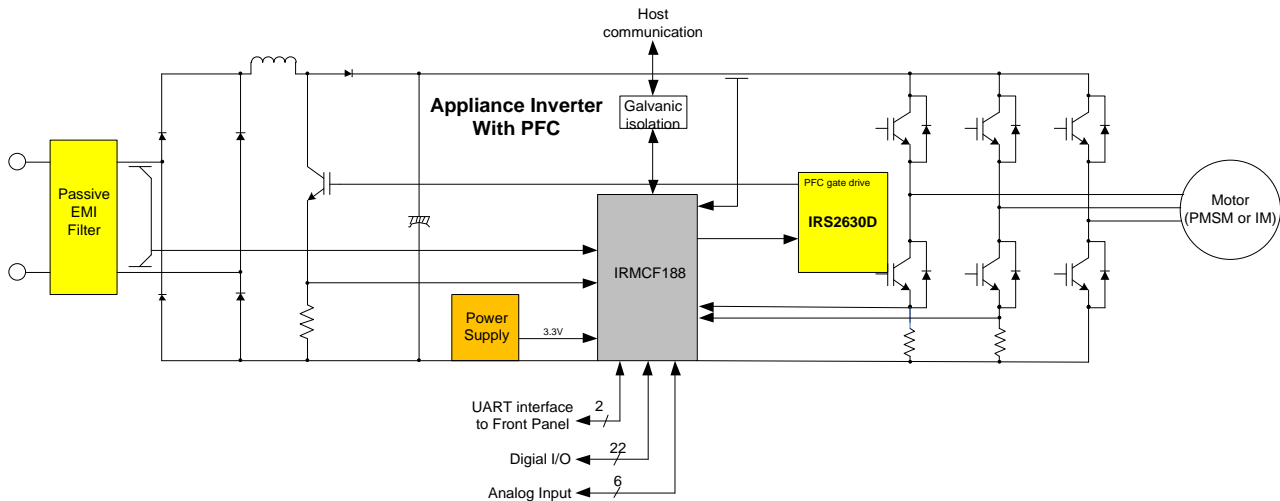 Host
communication
Appliance Inverter
With PFC
Galvanic
isolation
Passive
EMI
Filter
PFC gate drive
IRS2630D
Motor
(PMSM or IM)
IRMCF188
Power
Supply
3.3V
UART interface
to Front Panel
2
Digial I/O
22
Analog Input
6